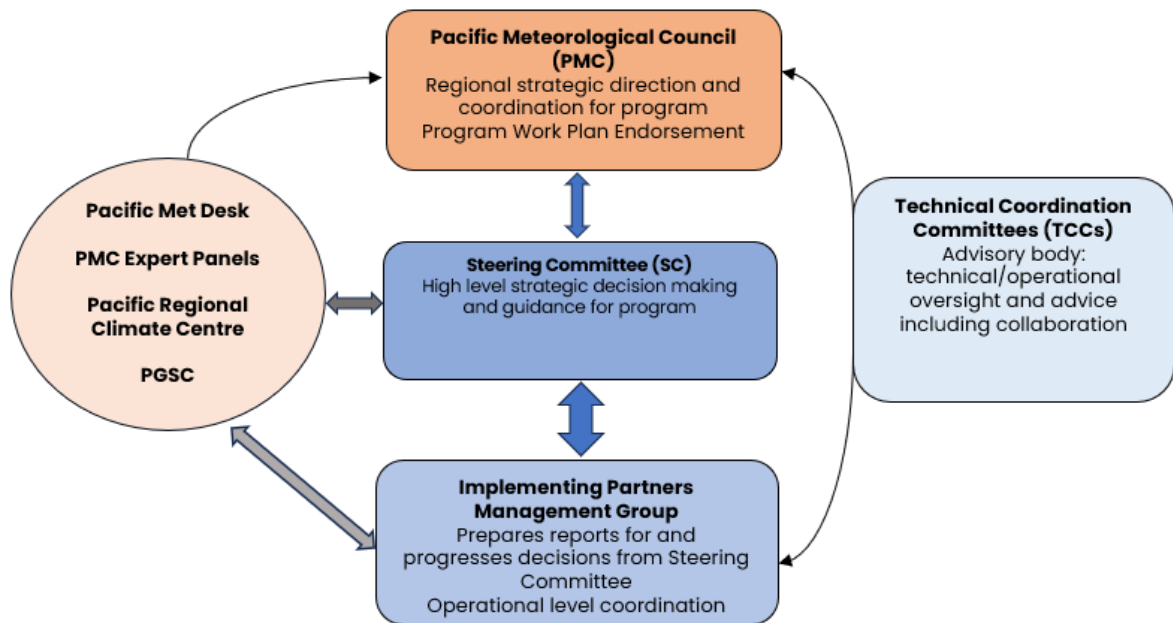 Pacific Meteorological Council
(PMC)
Regional strategic direction and
coordination for program
Program Work Plan Endorsement
Pacific Met Desk
PMC Expert Panels
Pacific Regional
Climate Centre
PGSC
Steering Committee (SC)
High level strategic decision making
and guidance for program
Technical Coordination
Committees (TCCs)
Advisory body:
technical/operational
oversight and advice
including collaboration
Implementing Partners
Management Group
Prepares reports for and
progresses decisions from Steering
Committee
Operational level coordination